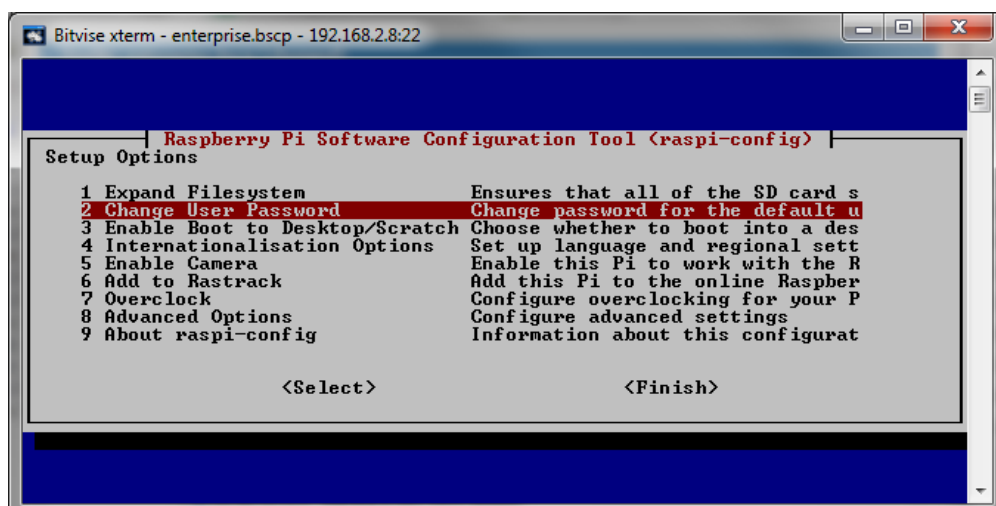 Bitvise xterm - enterprise.bscp - 192.168.2.8:22
Raspberry Pi Software Configuration Tool (raspi-config)
Setup Options
1 Expand Filesystem Ensures that all of the SD card s
2 Change User Password Change password for the default u
3 Enable Boot to Desktop/Scratch Choose whether to boot into a des
4 Internationalisation Options Set up language and regional sett
5 Enable Camera Enable this Pi to work with the R
6 Add to Rastrack Add this Pi to the online Raspber
7 Overclock Configure overclocking for your P
8 Advanced Options Configure advanced settings
9 About raspi-config Information about this configurat
<Select> <Finish>